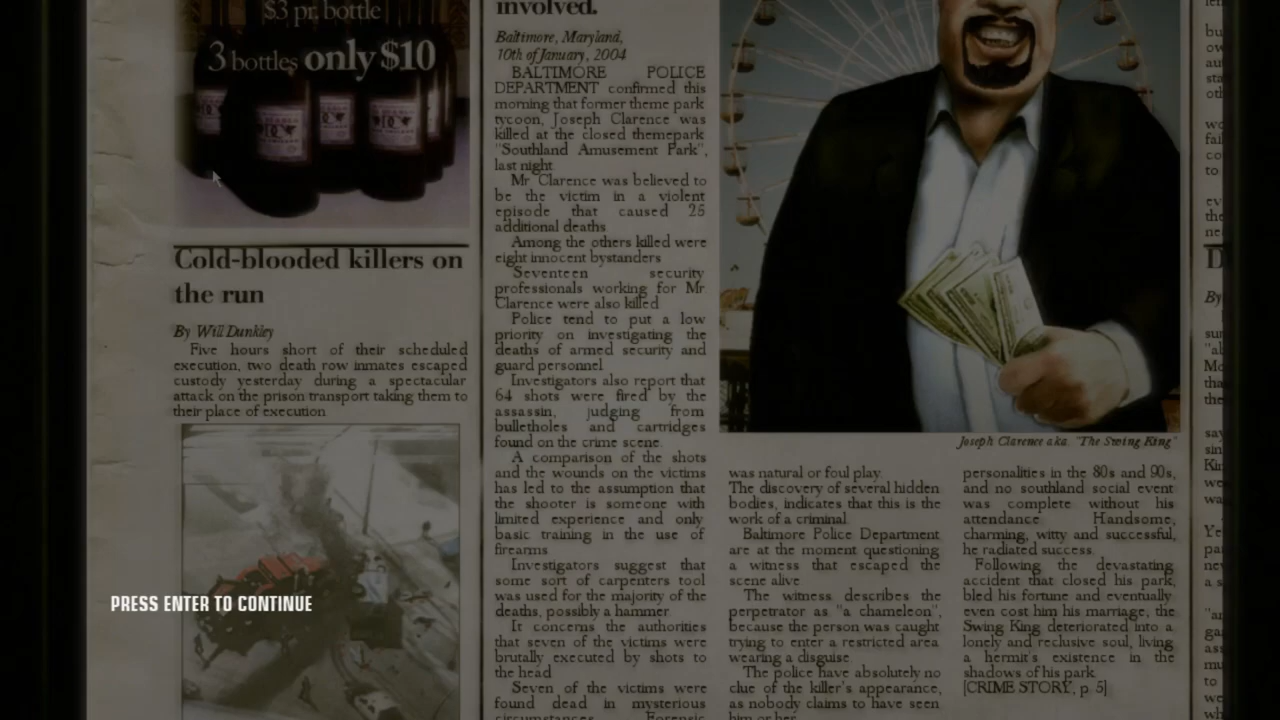 $3 pr. bottle
3 bottles only $10
Cold-blooded killers on
the run
By Will Dunkley
Five hours short of their scheduled
execution, two death row inmates escaped
custody yesterday during a spectacular
attack on the prison transport taking them to
their place of execution
PRESS ENTER TO CONTINUE
involved.
Baltimore, Maryland,
10th of January, 2004
BALTIMORE POLICE
DEPARTMENT confirmed this
morning that former theme park
tycoon, Joseph Clarence was
killed at the closed themepark
"Southland Amusement Park",
last night
Mr Clarence was believed to
be the victim in a violent
episode that caused 25
additional deaths
Among the others killed were
eight innocent bystanders
Seventeen security
professionals working for Mr
Clarence were also killed
Police tend to put a low
priority on investigating the
deaths of armed security and
guard personnel
Investigators also report that
64 shots were fired by the
assassin, judging from
bulletholes and cartridges
found on the crime scene
A comparison of the shots
and the wounds on the victims
has led to the assumption that
the shooter is someone with
limited experience and only
basic training in the use of
firearms
Investigators suggest that
some sort of carpenters tool
was used for the majority of the
deaths, possibly a hammer
It concerns the authorities
that seven of the victims were
brutally executed by shots to
the head
Seven of the victims were
found dead in mysterious
circumstances Forensic
Joseph Clarence a.k.a. "The Swing King"
was natural or foul play
The discovery of several hidden
bodies, indicates that this is the
work of a criminal
Baltimore Police Department
are at the moment questioning
a witness that escaped the
scene alive
The witness describes the
perpetrator as "a chameleon",
because the person was caught
trying to enter a restricted area
wearing a disguise
The police have absolutely no
clue of the killer's appearance,
as nobody claims to have seen
him or her
personalities in the 80s and 90s,
and no southland social event
was complete without his
attendance Handsome,
charming, witty and successful,
he radiated success.
Following the devastating
accident that closed his park,
bled his fortune and eventually
even cost him his marriage, the
Swing King deteriorated into a
lonely and reclusive soul, living
a hermit's existence in the
shadows of his park.
[CRIME STORY, p 5]
By